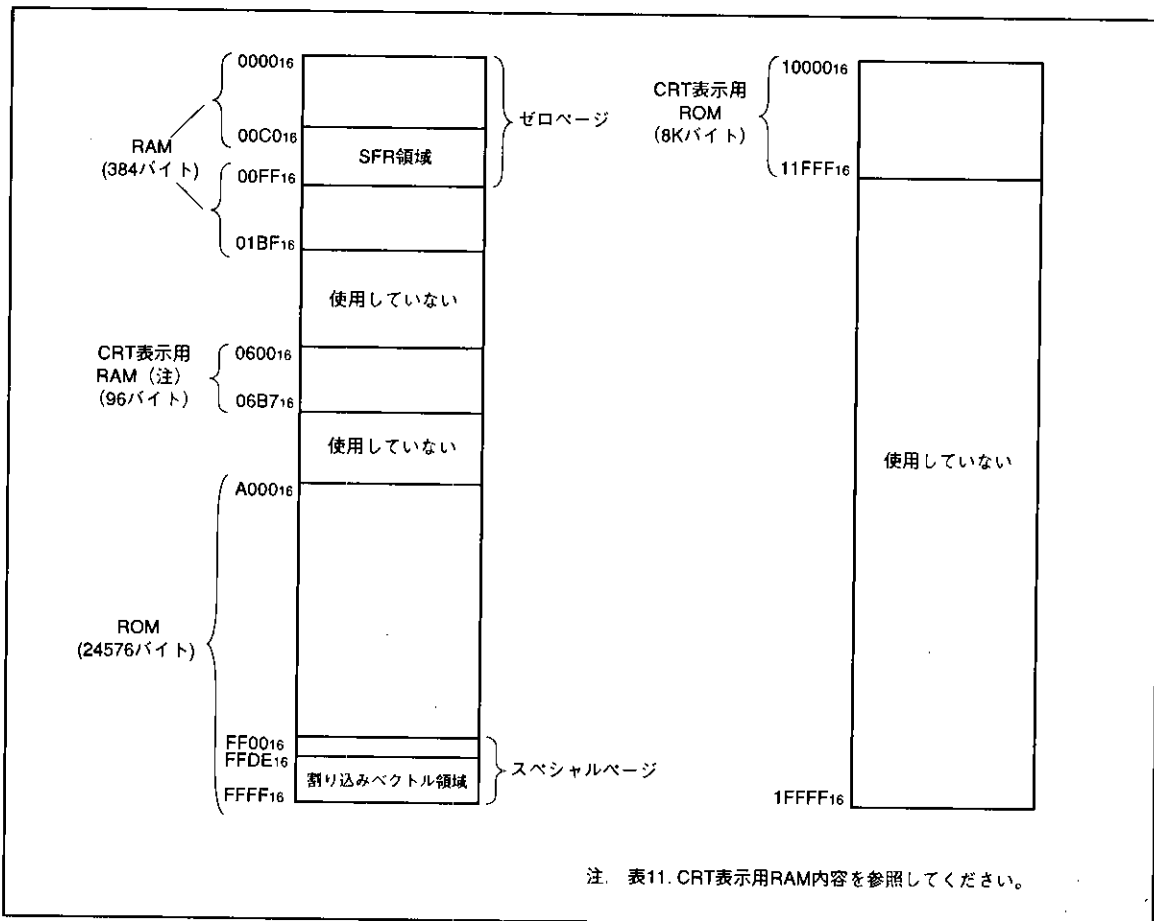 0000₁₆
00C0₁₆
RAM
(384バイト)
SFR領域
00FF₁₆
01BF₁₆
ゼロページ
使用していない
CRT表示用
RAM（注）
(96バイト)
0600₁₆
06B7₁₆
使用していない
A000₁₆
ROM
(24576バイト)
FF00₁₆
FFDE₁₆
割り込みベクトル領域
FFFF₁₆
スペシャルページ
CRT表示用
ROM
(8Kバイト)
10000₁₆
11FFF₁₆
使用していない
1FFFF₁₆
注. 表11. CRT表示用RAM内容を参照してください。